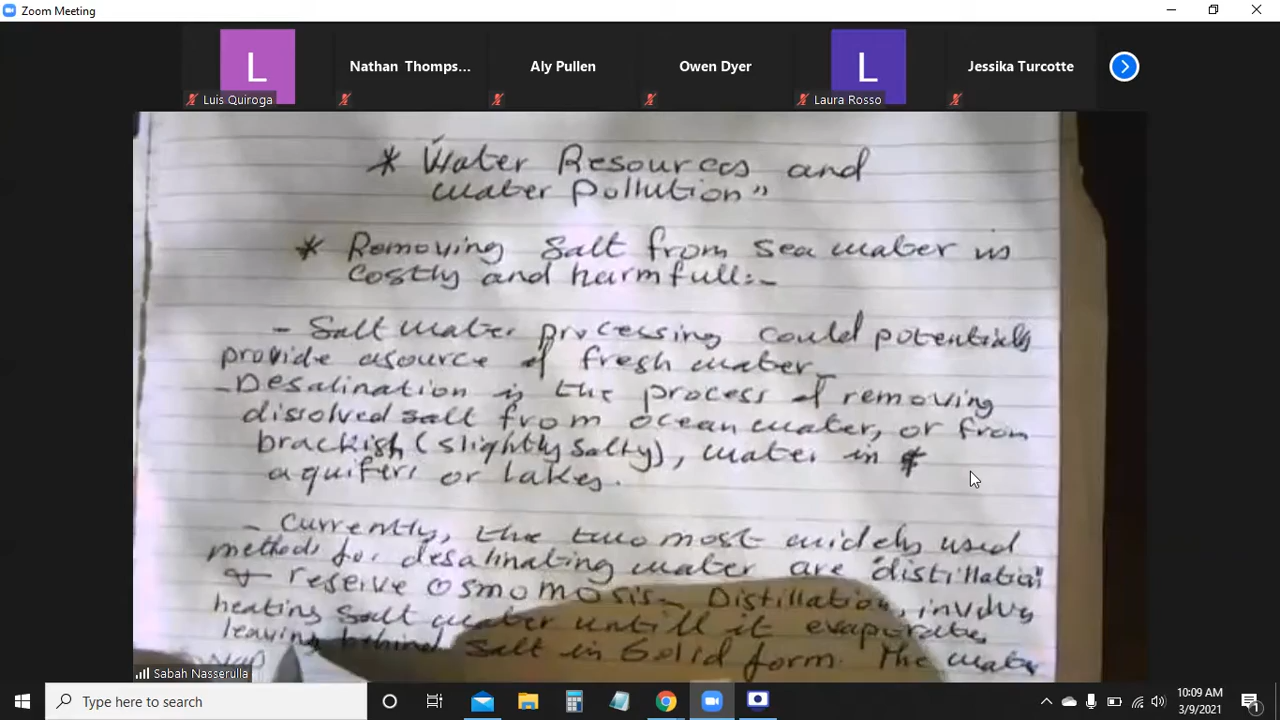 Zoom Meeting
L
Luis Quiroga
Nathan Thomps...
Aly Pullen
Owen Dyer
L
Laura Rosso
Jessika Turcotte
* Water Resources and
water Pollution"
* Removing Salt from sea water is
costly and harmfull:-
- Salt water processing could potentially
provide a source of fresh water_
- Desalination is the process of removing
dissolved salt from ocean water, or from
brackish (slightly salty), water in
aquifers or lakes.
- Currently, the two most widely used
methods for desalinating water are "distillation"
& reserive osmomosis- Distillation, involves
heating salt water untill it evaporates
leaving behind salt in Solid form. The water
Sabah Nasserulla
Type here to search
10:09 AM
3/9/2021
1